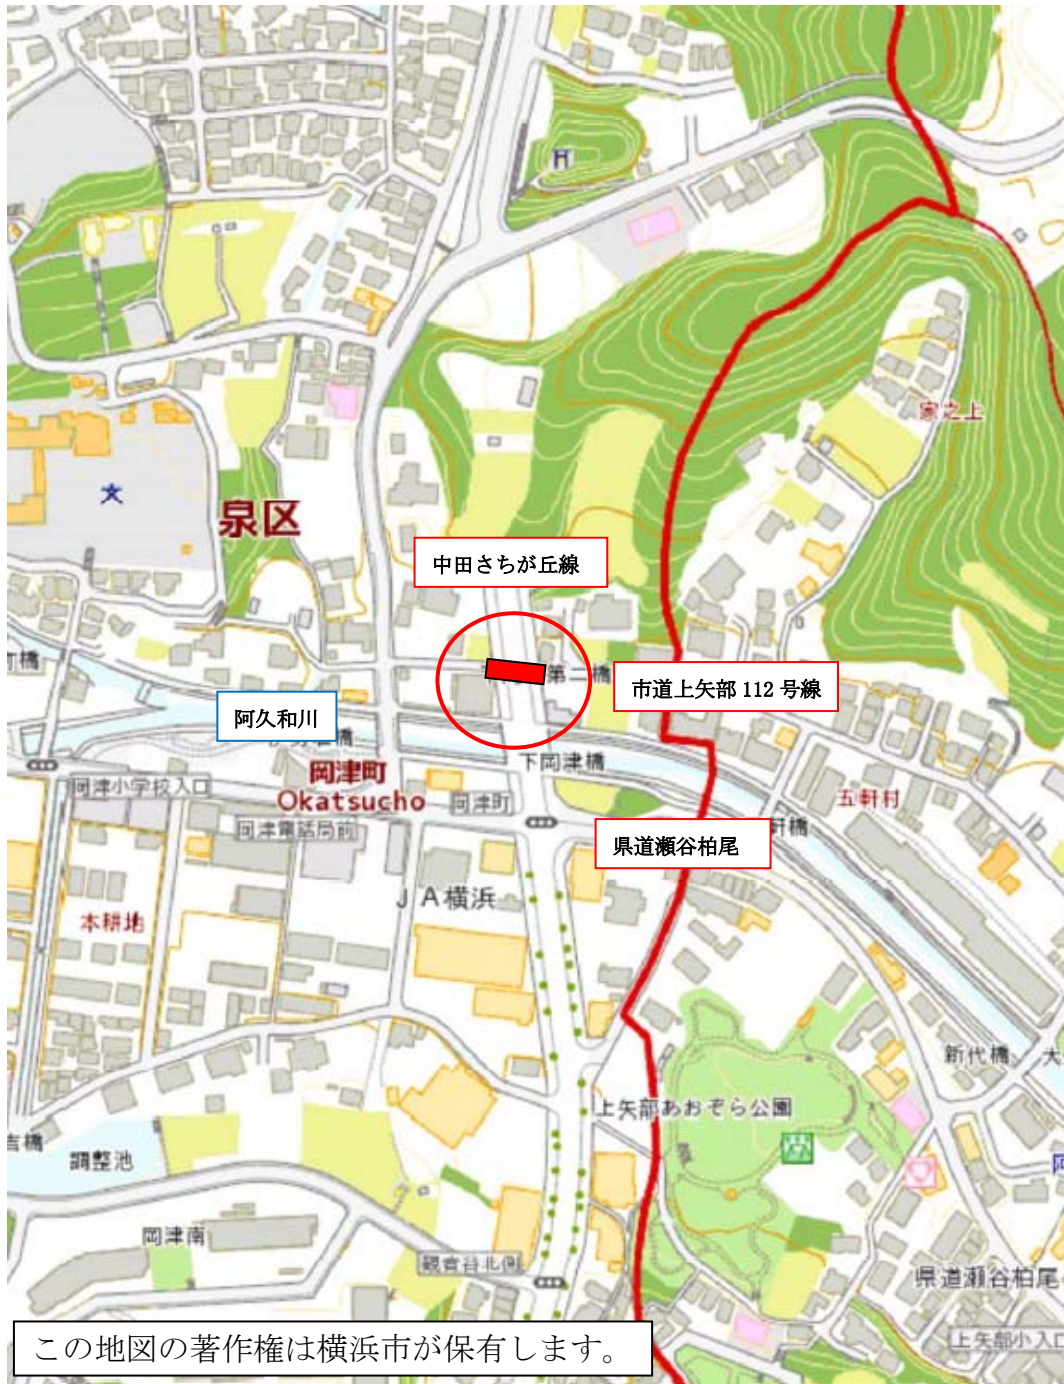 家之上
文
泉区
中田さちが丘線
橋
第二橋
市道上矢部 112 号線
阿久和川
下岡津橋
岡津町
Okatsucho
岡津小学校入口
岡津町
岡津電話局前
五軒村
軒橋
県道瀬谷柏尾
JA横浜
本耕地
新代橋
上矢部あおぞら公園
吉橋
調整池
岡津南
観音谷北側
県道瀬谷柏尾
上矢部小入口
この地図の著作権は横浜市が保有します。